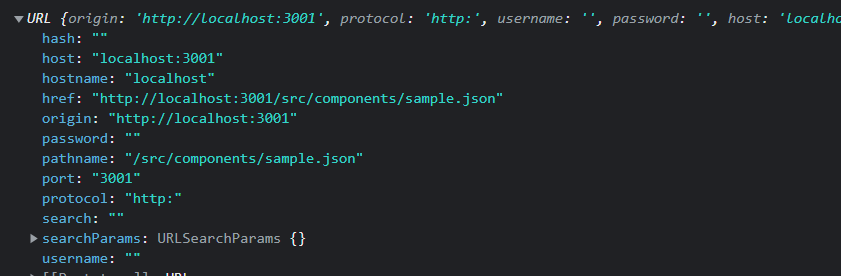 URL {origin: 'http://localhost:3001', protocol: 'http:', username: '', password: '', host: 'localho
hash: ""
host: "localhost:3001"
hostname: "localhost"
href: "http://localhost:3001/src/components/sample.json"
origin: "http://localhost:3001"
password: ""
pathname: "/src/components/sample.json"
port: "3001"
protocol: "http:"
search: ""
searchParams: URLSearchParams {}
username: ""